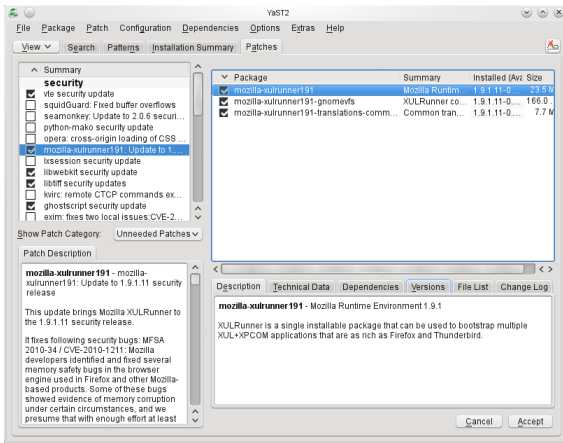 YaST2
File Package Patch Configuration Dependencies Options Extras Help
View Search Patterns Installation Summary Patches
Summary
security
vte security update
squidGuard: Fixed buffer overflows
seamonkey: Update to 2.0.6 securi...
python-mako security update
opera: cross-origin loading of CSS ...
mozilla-xulrunner191: Update to 1....
lxsession security update
libwebkit security update
libtiff security updates
kvirc: remote CTCP commands ex...
ghostscript security update
exim: fixes two local issues;CVE-2...
Show Patch Category: Unneeded Patches
Patch Description
mozilla-xulrunner191 - mozilla-
xulrunner191: Update to 1.9.1.11 security
release
This update brings Mozilla XULRunner to
the 1.9.1.11 security release.
It fixes following security bugs: MFSA
2010-34 / CVE-2010-1211: Mozilla
developers identified and fixed several
memory safety bugs in the browser
engine used in Firefox and other Mozilla-
based products. Some of these bugs
showed evidence of memory corruption
under certain circumstances, and we
presume that with enough effort at least
Package Summary Installed (Ava Size
mozilla-xulrunner191 Mozilla Runtim... 1.9.1.11-0.... 23.5 M
mozilla-xulrunner191-gnomevfs XULRunner co... 1.9.1.11-0.... 166.0 .
mozilla-xulrunner191-translations-comm... Common tran... 1.9.1.11-0.... 7.7 M
Description Technical Data Dependencies Versions File List Change Log
mozilla-xulrunner191 - Mozilla Runtime Environment 1.9.1
XULRunner is a single installable package that can be used to bootstrap multiple
XUL+XPCOM applications that are as rich as Firefox and Thunderbird.
Cancel Accept